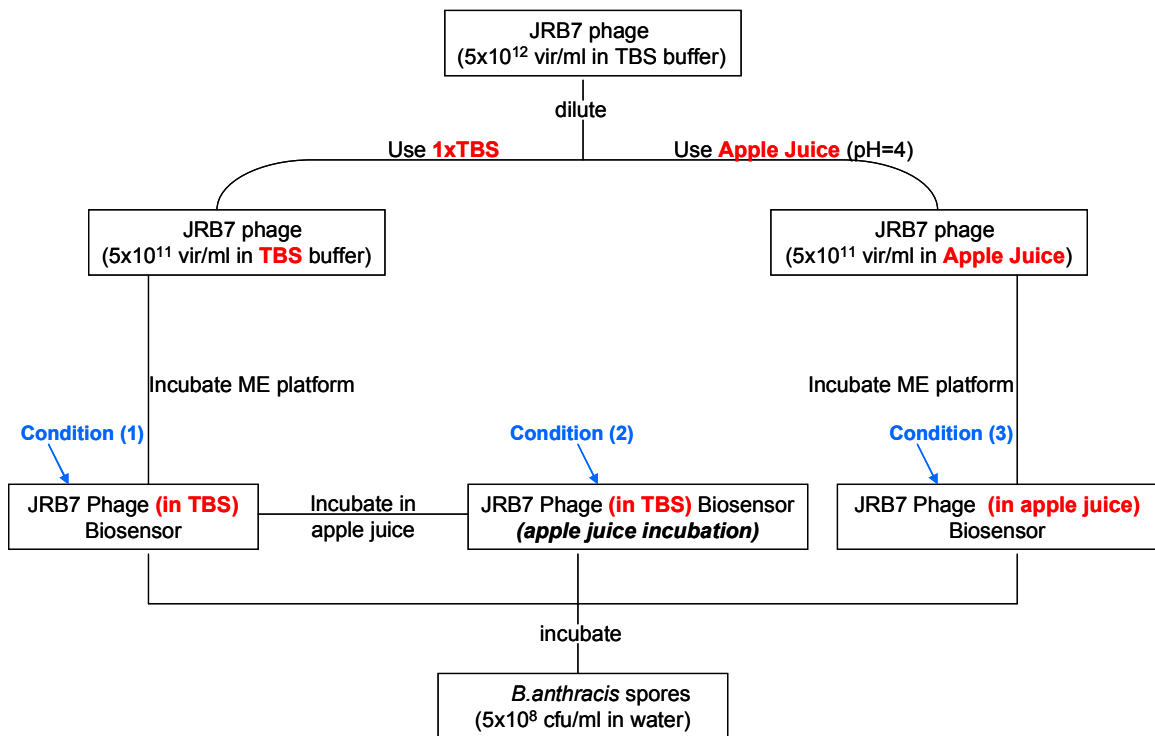 JRB7 phage
(5x10¹² vir/ml in TBS buffer)
dilute
Use 1xTBS
Use Apple Juice (pH=4)
JRB7 phage
(5x10¹¹ vir/ml in TBS buffer)
JRB7 phage
(5x10¹¹ vir/ml in Apple Juice)
Incubate ME platform
Incubate ME platform
Condition (1)
Condition (2)
Condition (3)
JRB7 Phage (in TBS)
Biosensor
Incubate in
apple juice
JRB7 Phage (in TBS) Biosensor
(apple juice incubation)
JRB7 Phage (in apple juice)
Biosensor
incubate
B.anthracis spores
(5x10⁸ cfu/ml in water)